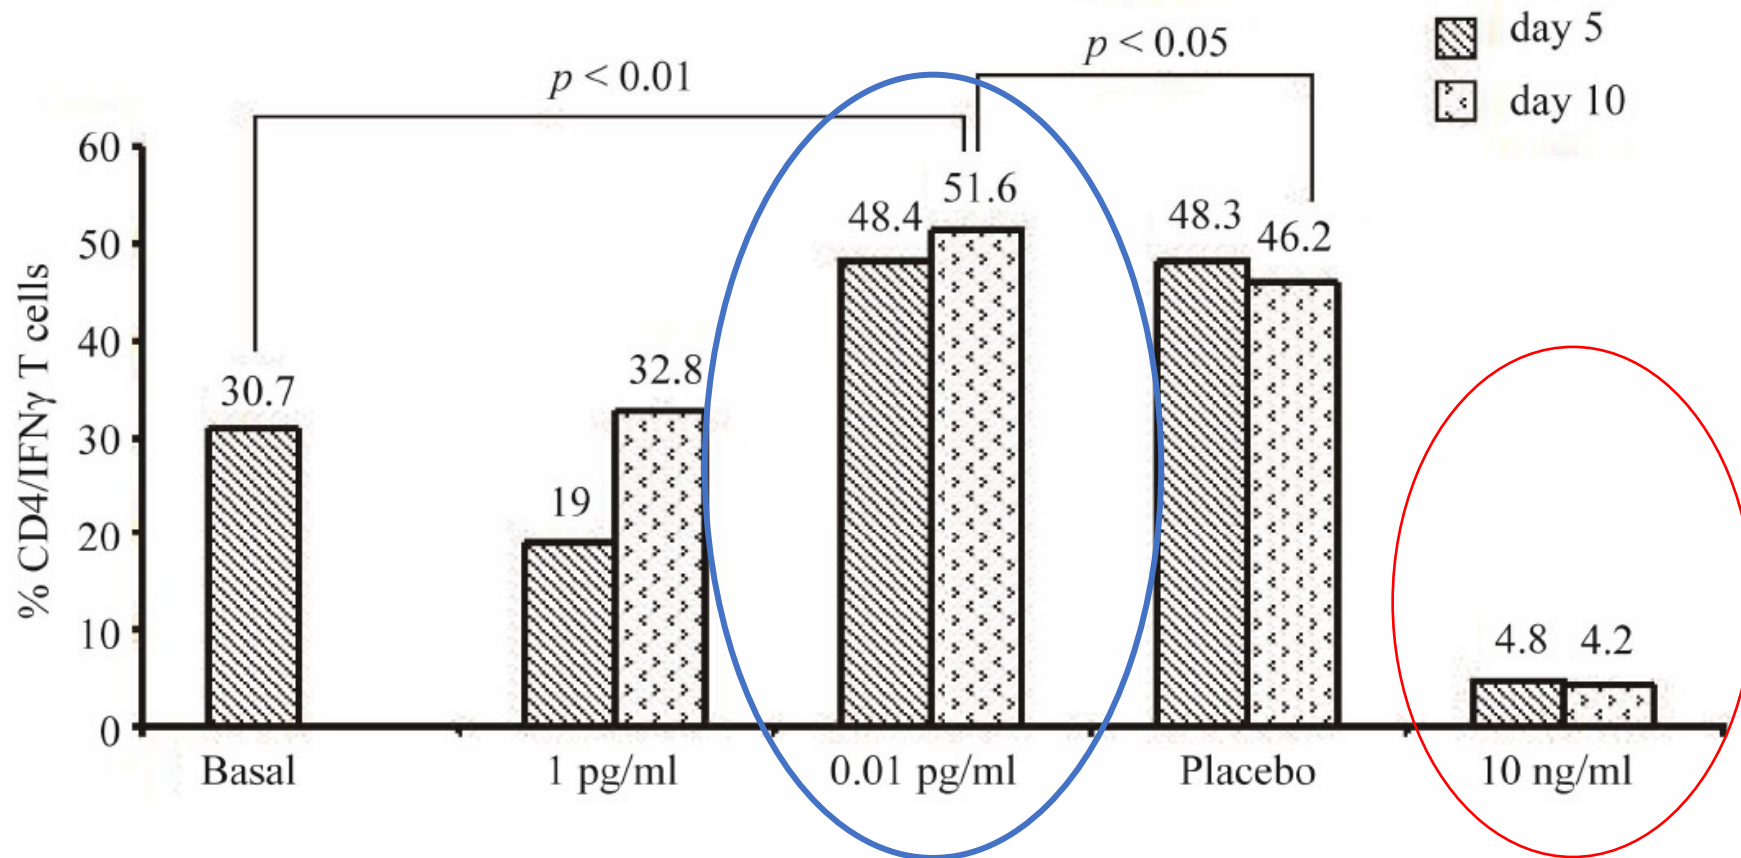 day 5
day 10
p < 0.01
p < 0.05
% CD4/IFNγ T cells
60
50
40
30
20
10
0
30.7
19
32.8
48.4
51.6
48.3
46.2
4.8
4.2
Basal
1 pg/ml
0.01 pg/ml
Placebo
10 ng/ml